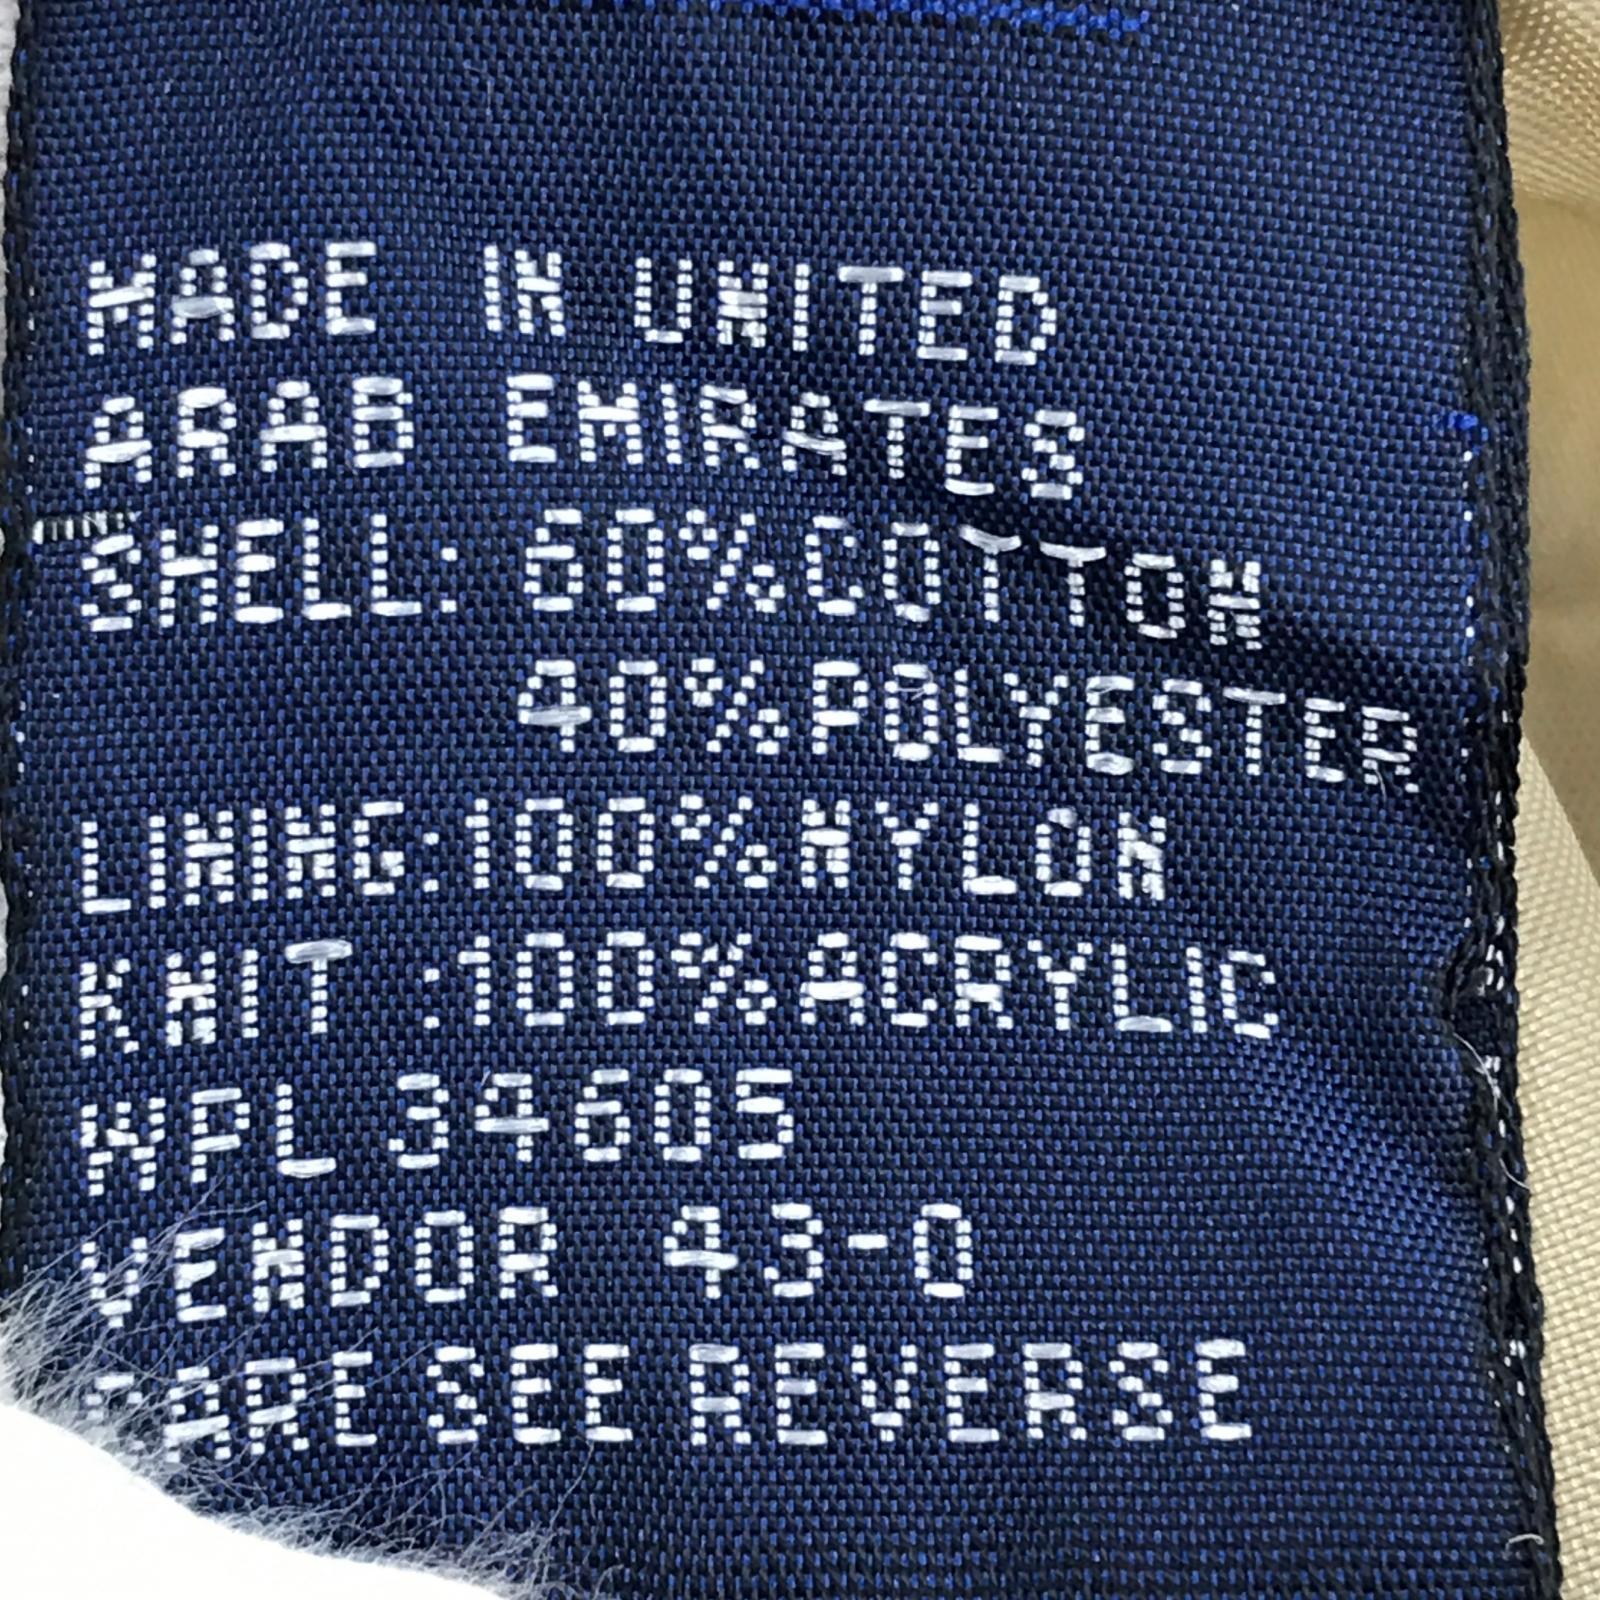 MADE IN UNITED
ARAB EMIRATES
SHELL: 60%COTTON
40%POLYESTER
LINING:100%NYLON
KNIT :100%ACRYLIC
WPL 34605
VENDOR 43-0
CARE SEE REVERSE